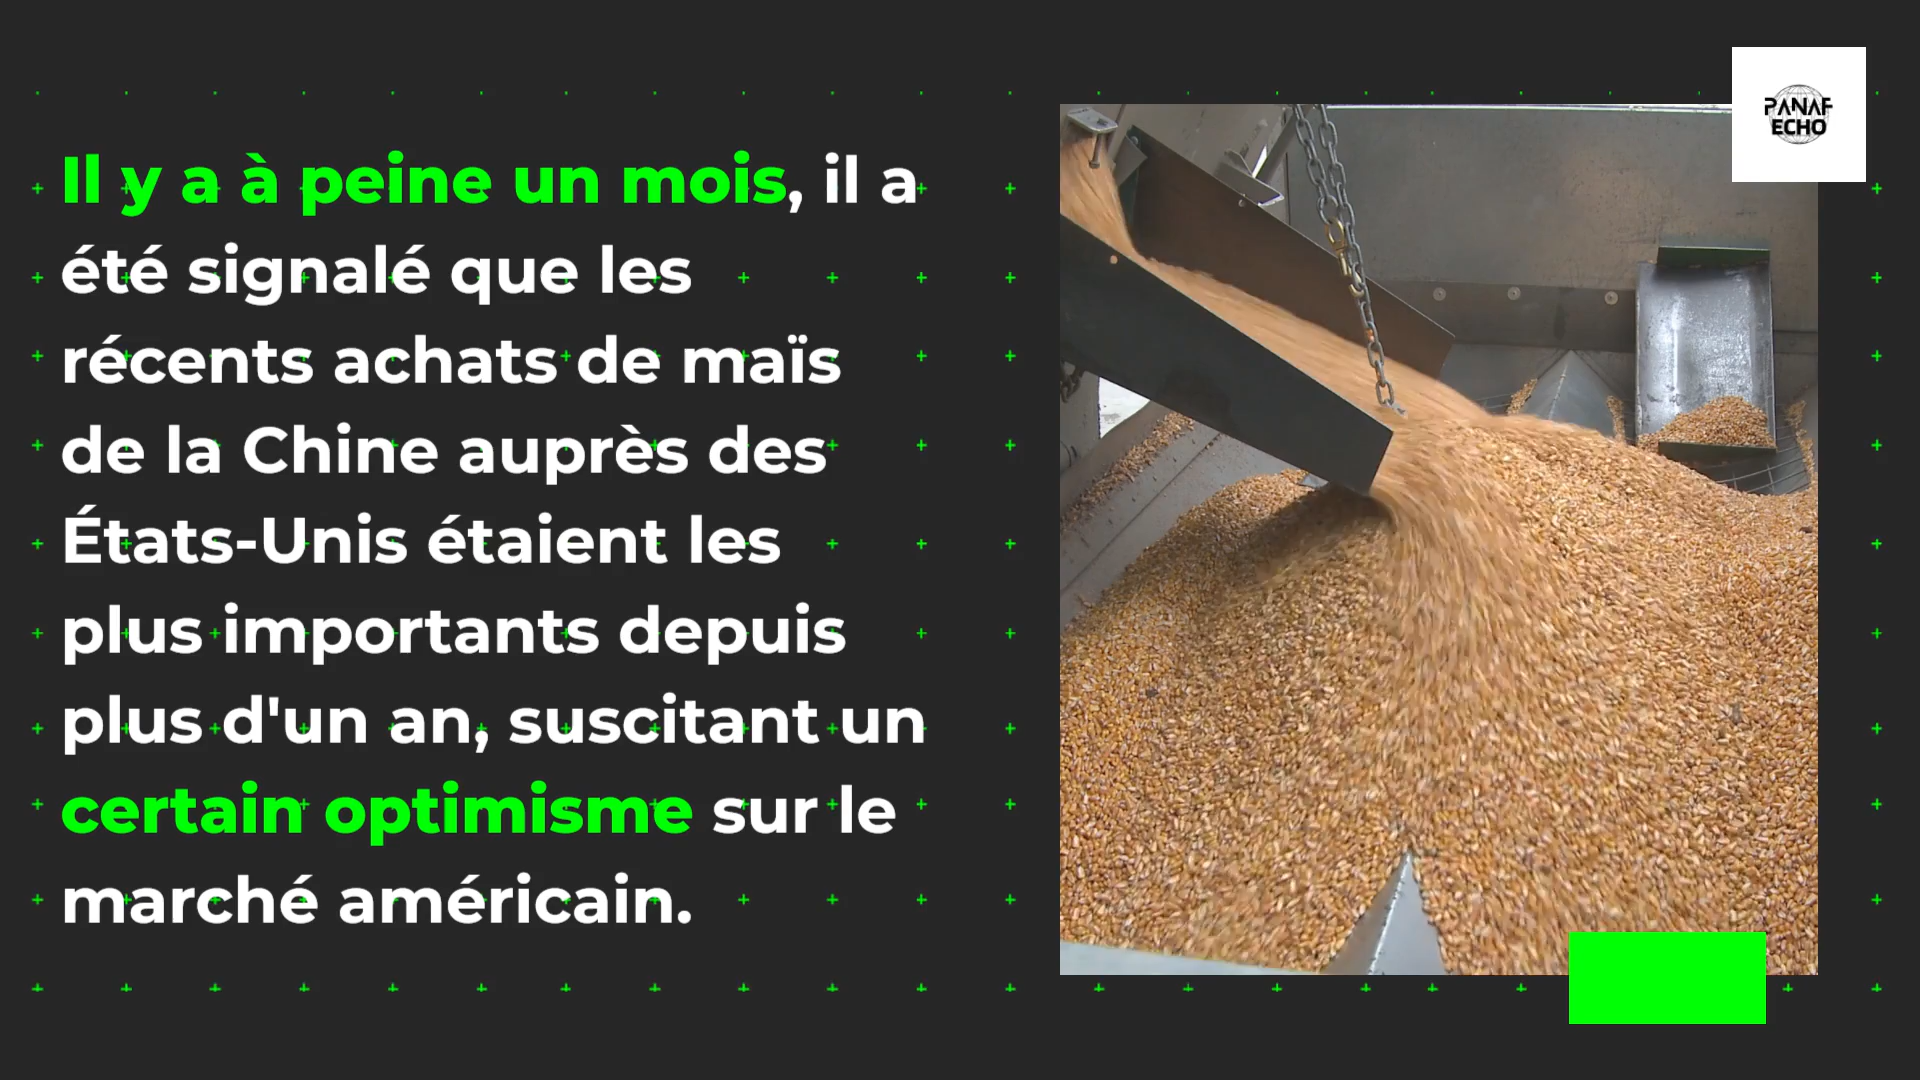 PANAF
ECHO
Il y a à peine un mois, il a
été signalé que les
récents achats de maïs
de la Chine auprès des
États-Unis étaient les
plus importants depuis
plus d'un an, suscitant un
certain optimisme sur le
marché américain.